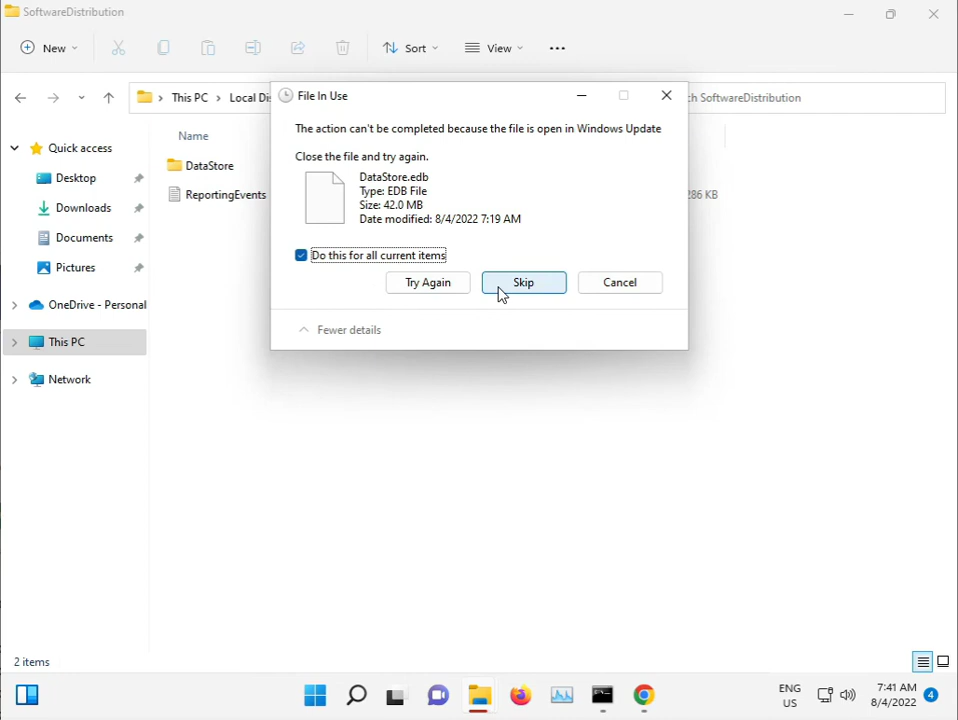 SoftwareDistribution
New
Sort
View
This PC
Local Di
ch SoftwareDistribution
File In Use
The action can't be completed because the file is open in Windows Update
Close the file and try again.
DataStore.edb
Type: EDB File
Size: 42.0 MB
Date modified: 8/4/2022 7:19 AM
Do this for all current items
Try Again
Skip
Cancel
Fewer details
Name
DataStore
ReportingEvents
286 KB
Quick access
Desktop
Downloads
Documents
Pictures
OneDrive - Personal
This PC
Network
2 items
ENG
US
7:41 AM
8/4/2022
4